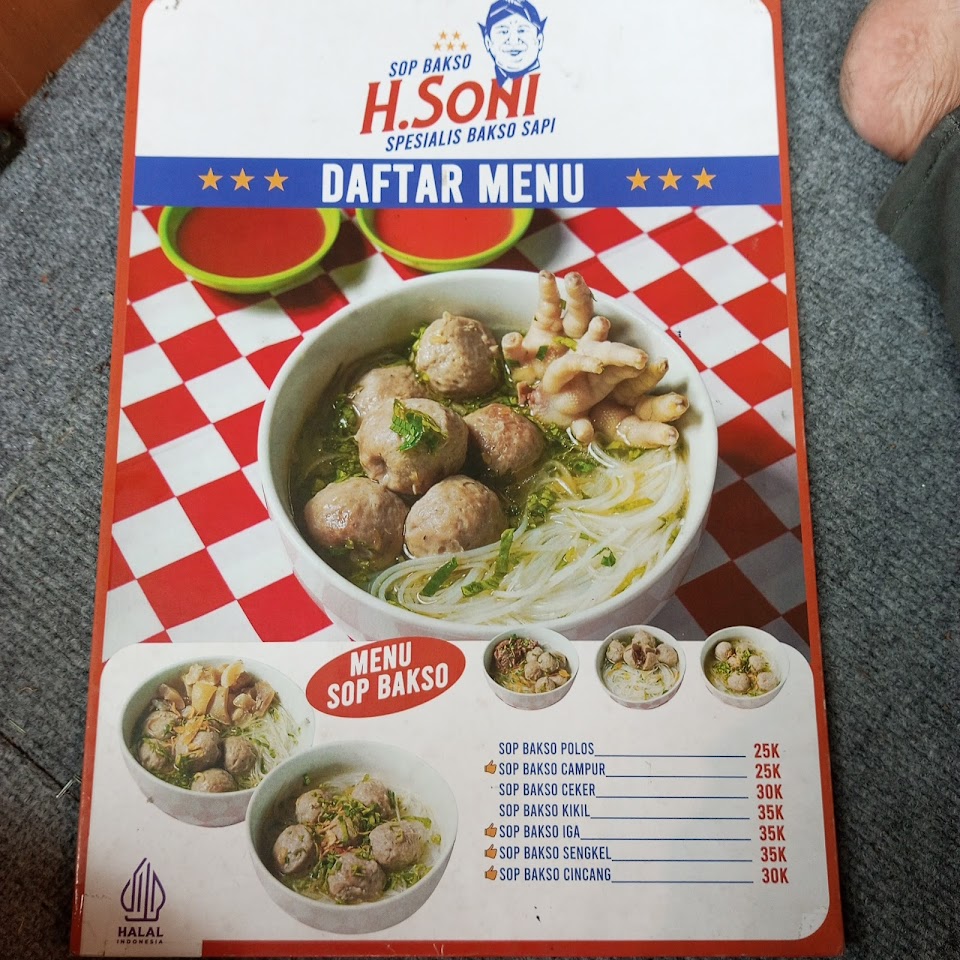 SOP BAKSO
H.SONI
SPESIALIS BAKSO SAPI
DAFTAR MENU
MENU
SOP BAKSO
SOP BAKSO POLOS 25K
SOP BAKSO CAMPUR 25K
SOP BAKSO CEKER 30K
SOP BAKSO KIKIL 35K
SOP BAKSO IGA 35K
SOP BAKSO SENGKEL 35K
SOP BAKSO CINCANG 30K
HALAL
INDONESIA